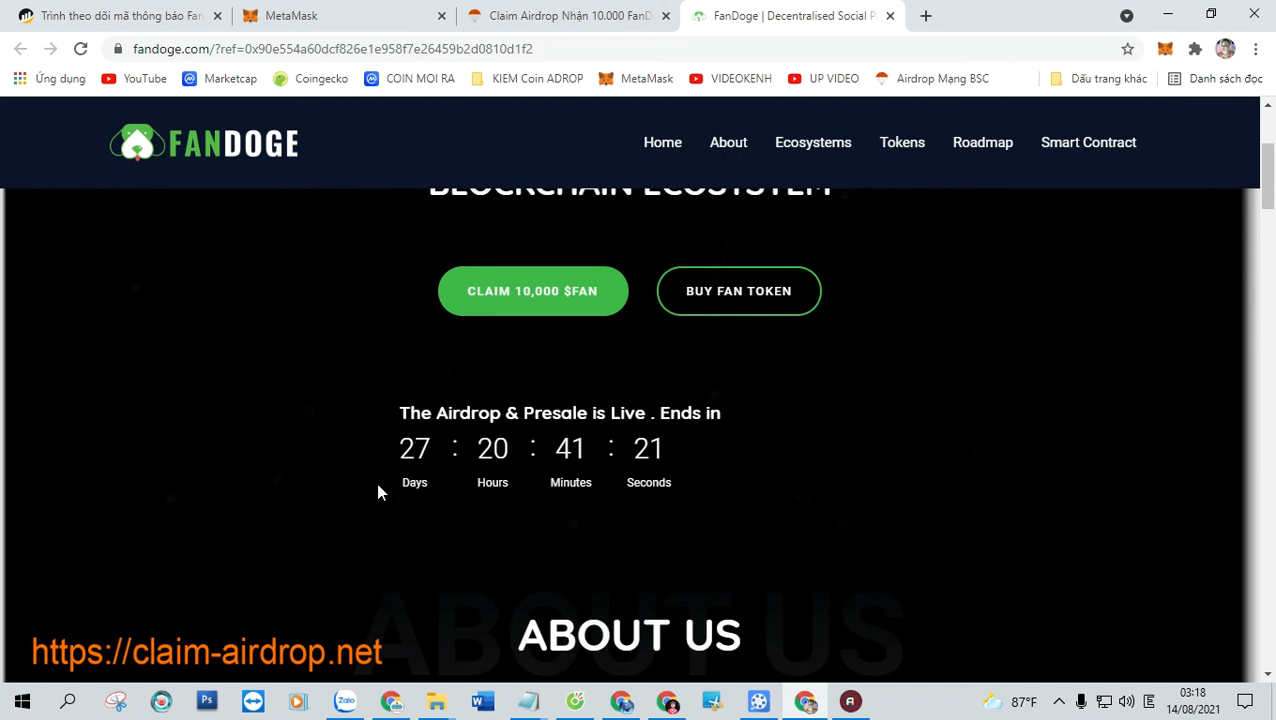 Trình theo dõi mã thông báo Fan
MetaMask
Claim Airdrop Nhận 10.000 FanD
FanDoge | Decentralised Social P
fandoge.com/?ref=0x90e554a60dcf826e1e958f7e26459b2d0810d1f2
Ứng dụng
YouTube
Marketcap
Coingecko
COIN MOI RA
KIEM Coin ADROP
MetaMask
VIDEOKENH
UP VIDEO
Airdrop Mạng BSC
Dấu trang khác
Danh sách đọc
FANDOGE
Home
About
Ecosystems
Tokens
Roadmap
Smart Contract
BLOCKCHAIN ECOSYSTEM
CLAIM 10,000 $FAN
BUY FAN TOKEN
The Airdrop & Presale is Live . Ends in
27 : 20 : 41 : 21
Days Hours Minutes Seconds
ABOUT US
ABOUT US
https://claim-airdrop.net
Zalo
87°F
03:18
14/08/2021